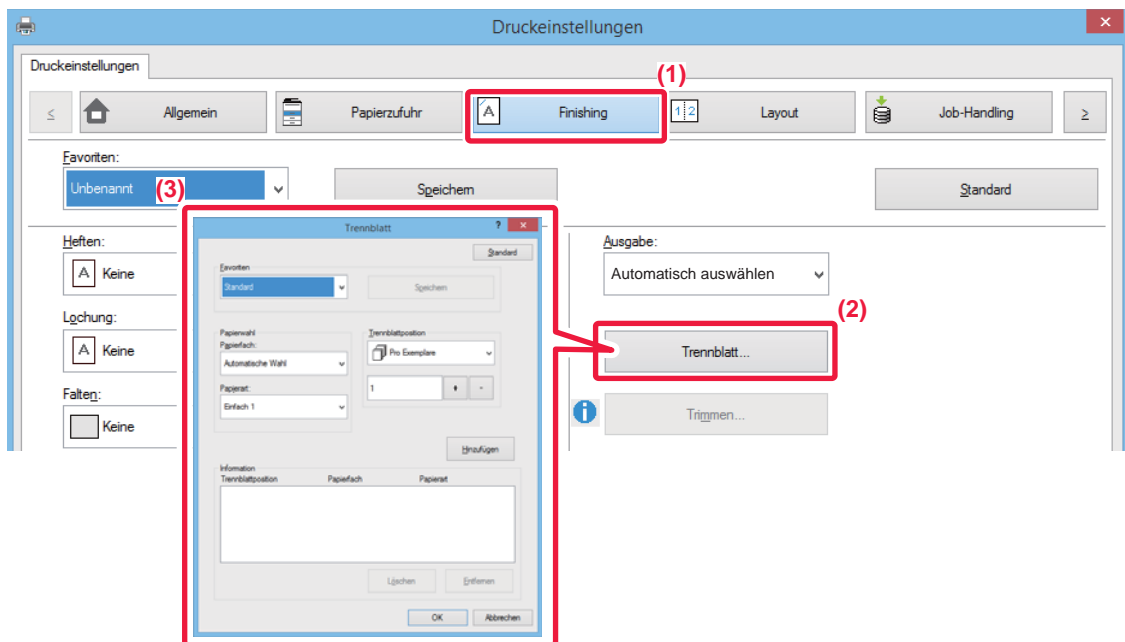 Druckeinstellungen
Druckeinstellungen
(1)
≤ Allgemein Papierzufuhr A Finishing 1 2 Layout Job-Handling ≥
Favoriten:
Unbenannt (3) Speichern Standard
Heften:
A Keine
Lochung:
A Keine
Falten:
Keine
Trennblatt ?
Standard
Favoriten
Standard Speichern
Papierwahl
Papierfach:
Automatische Wahl
Papierart:
Einfach 1
Trennblattposition
Pro Exemplare
1 + -
Hinzufügen
Information
Trennblattposition Papierfach Papierart
Löschen Entfernen
OK Abbrechen
Ausgabe:
Automatisch auswählen
(2)
Trennblatt...
i Trimmen...